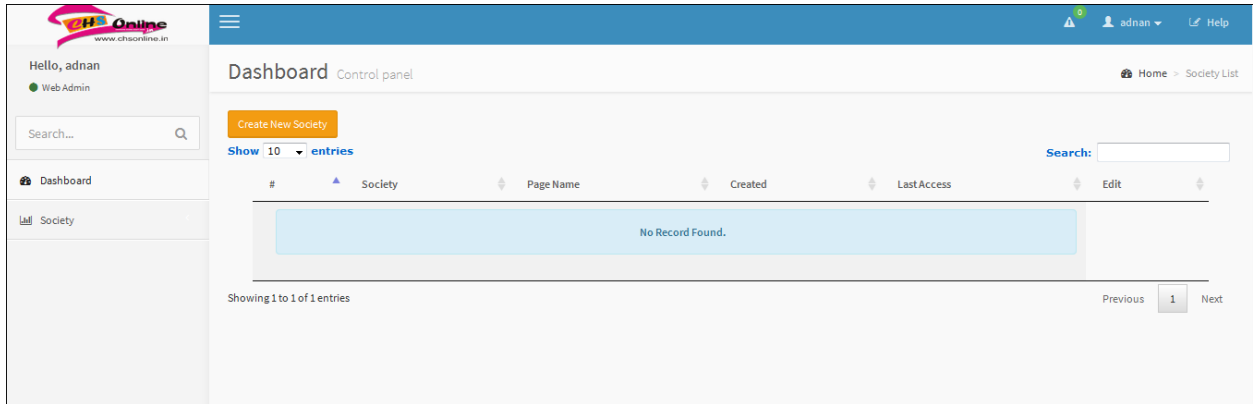 CHS Online
www.chsonline.in
0
adnan
Help
Hello, adnan
Web Admin
Search...
Dashboard
Society
Dashboard Control panel
Home > Society List
Create New Society
Show 10 entries
Search:
# Society Page Name Created Last Access Edit
No Record Found.
Showing 1 to 1 of 1 entries
Previous 1 Next